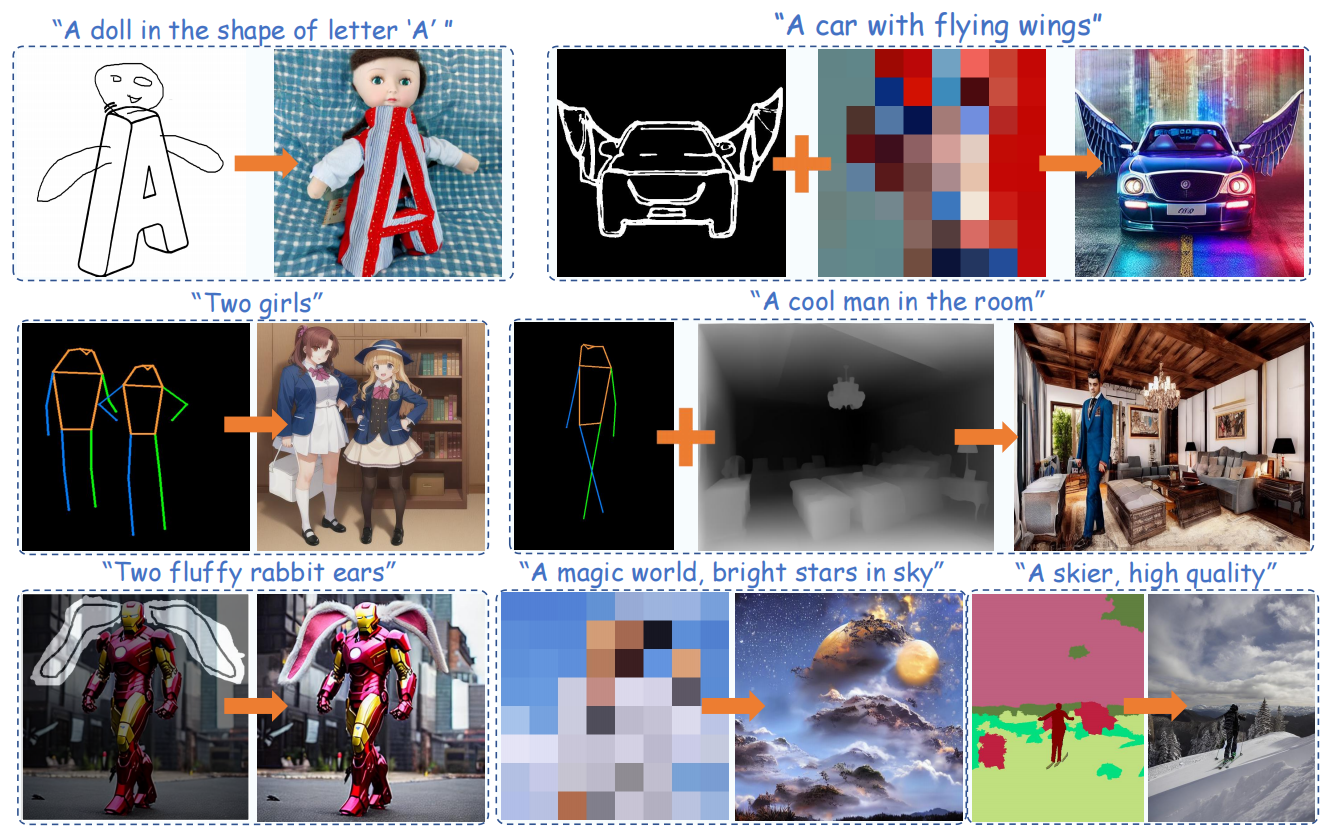 “A doll in the shape of letter ‘A’ ”
“A car with flying wings”
A
A
“Two girls”
“A cool man in the room”
“Two fluffy rabbit ears”
“A magic world, bright stars in sky”
“A skier, high quality”